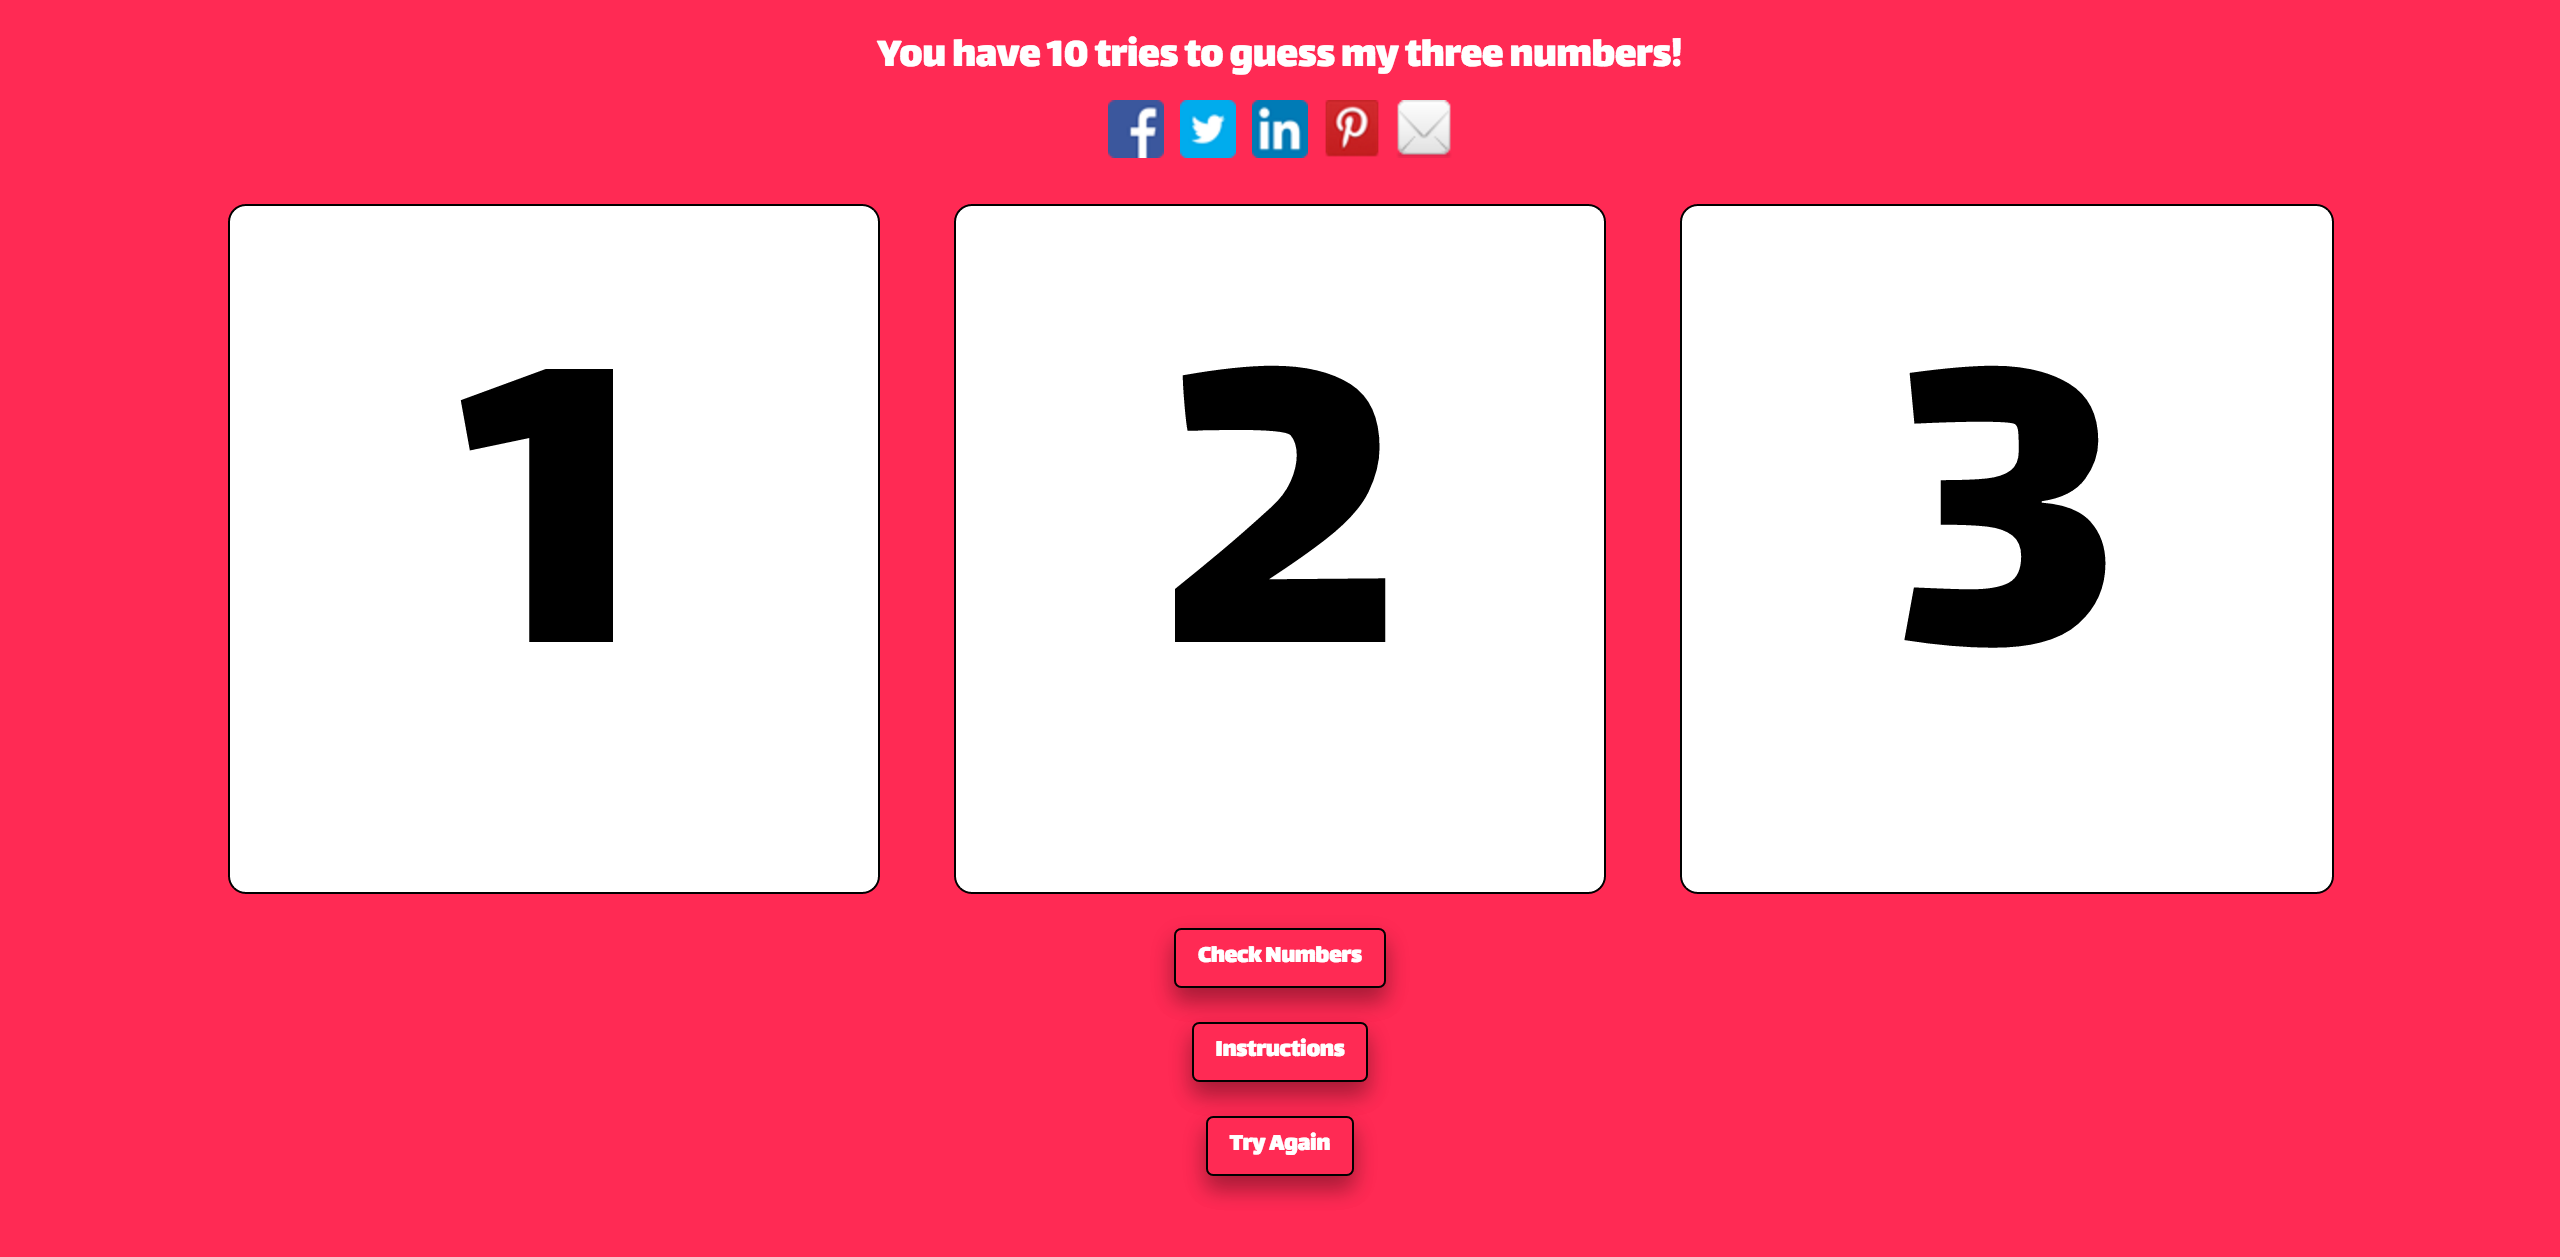 You have 10 tries to guess my three numbers!
f in
1 2 3
Check Numbers
Instructions
Try Again